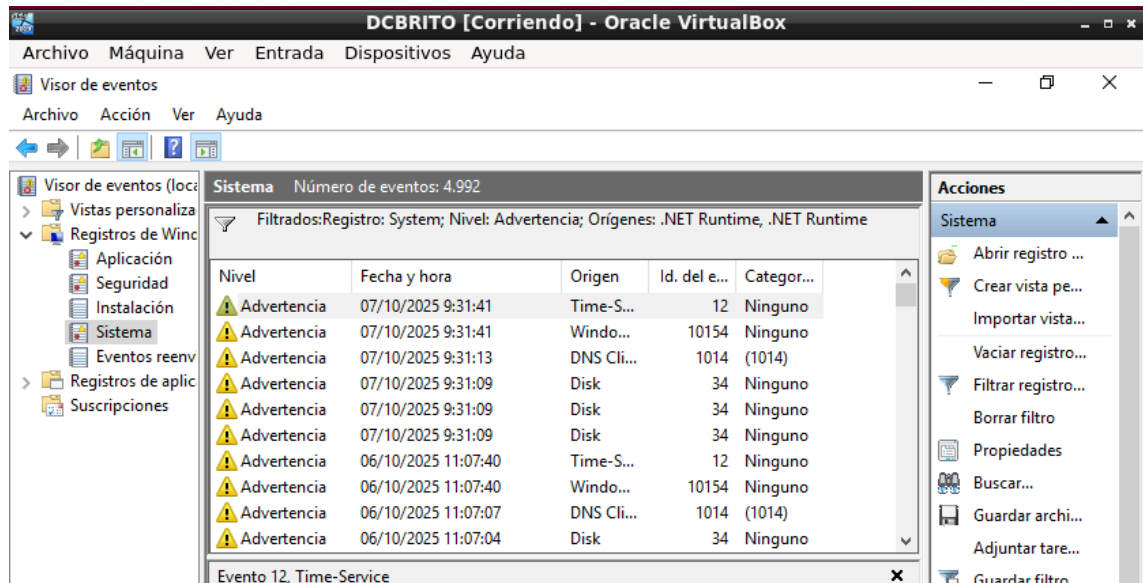 DCBRITO [Corriendo] - Oracle VirtualBox
Archivo Máquina Ver Entrada Dispositivos Ayuda
Visor de eventos
Archivo Acción Ver Ayuda
Visor de eventos (loca
Vistas personaliza
Registros de Winc
Aplicación
Seguridad
Instalación
Sistema
Eventos reenv
Registros de aplic
Suscripciones
Sistema Número de eventos: 4.992
Filtrados:Registro: System; Nivel: Advertencia; Orígenes: .NET Runtime, .NET Runtime
Nivel Fecha y hora Origen Id. del e... Categor...
Advertencia 07/10/2025 9:31:41 Time-S... 12 Ninguno
Advertencia 07/10/2025 9:31:41 Windo... 10154 Ninguno
Advertencia 07/10/2025 9:31:13 DNS Cli... 1014 (1014)
Advertencia 07/10/2025 9:31:09 Disk 34 Ninguno
Advertencia 07/10/2025 9:31:09 Disk 34 Ninguno
Advertencia 07/10/2025 9:31:09 Disk 34 Ninguno
Advertencia 06/10/2025 11:07:40 Time-S... 12 Ninguno
Advertencia 06/10/2025 11:07:40 Windo... 10154 Ninguno
Advertencia 06/10/2025 11:07:07 DNS Cli... 1014 (1014)
Advertencia 06/10/2025 11:07:04 Disk 34 Ninguno
Evento 12, Time-Service
Acciones
Sistema
Abrir registro ...
Crear vista pe...
Importar vista...
Vaciar registro...
Filtrar registro...
Borrar filtro
Propiedades
Buscar...
Guardar archi...
Adjuntar tare...
Guardar filtro